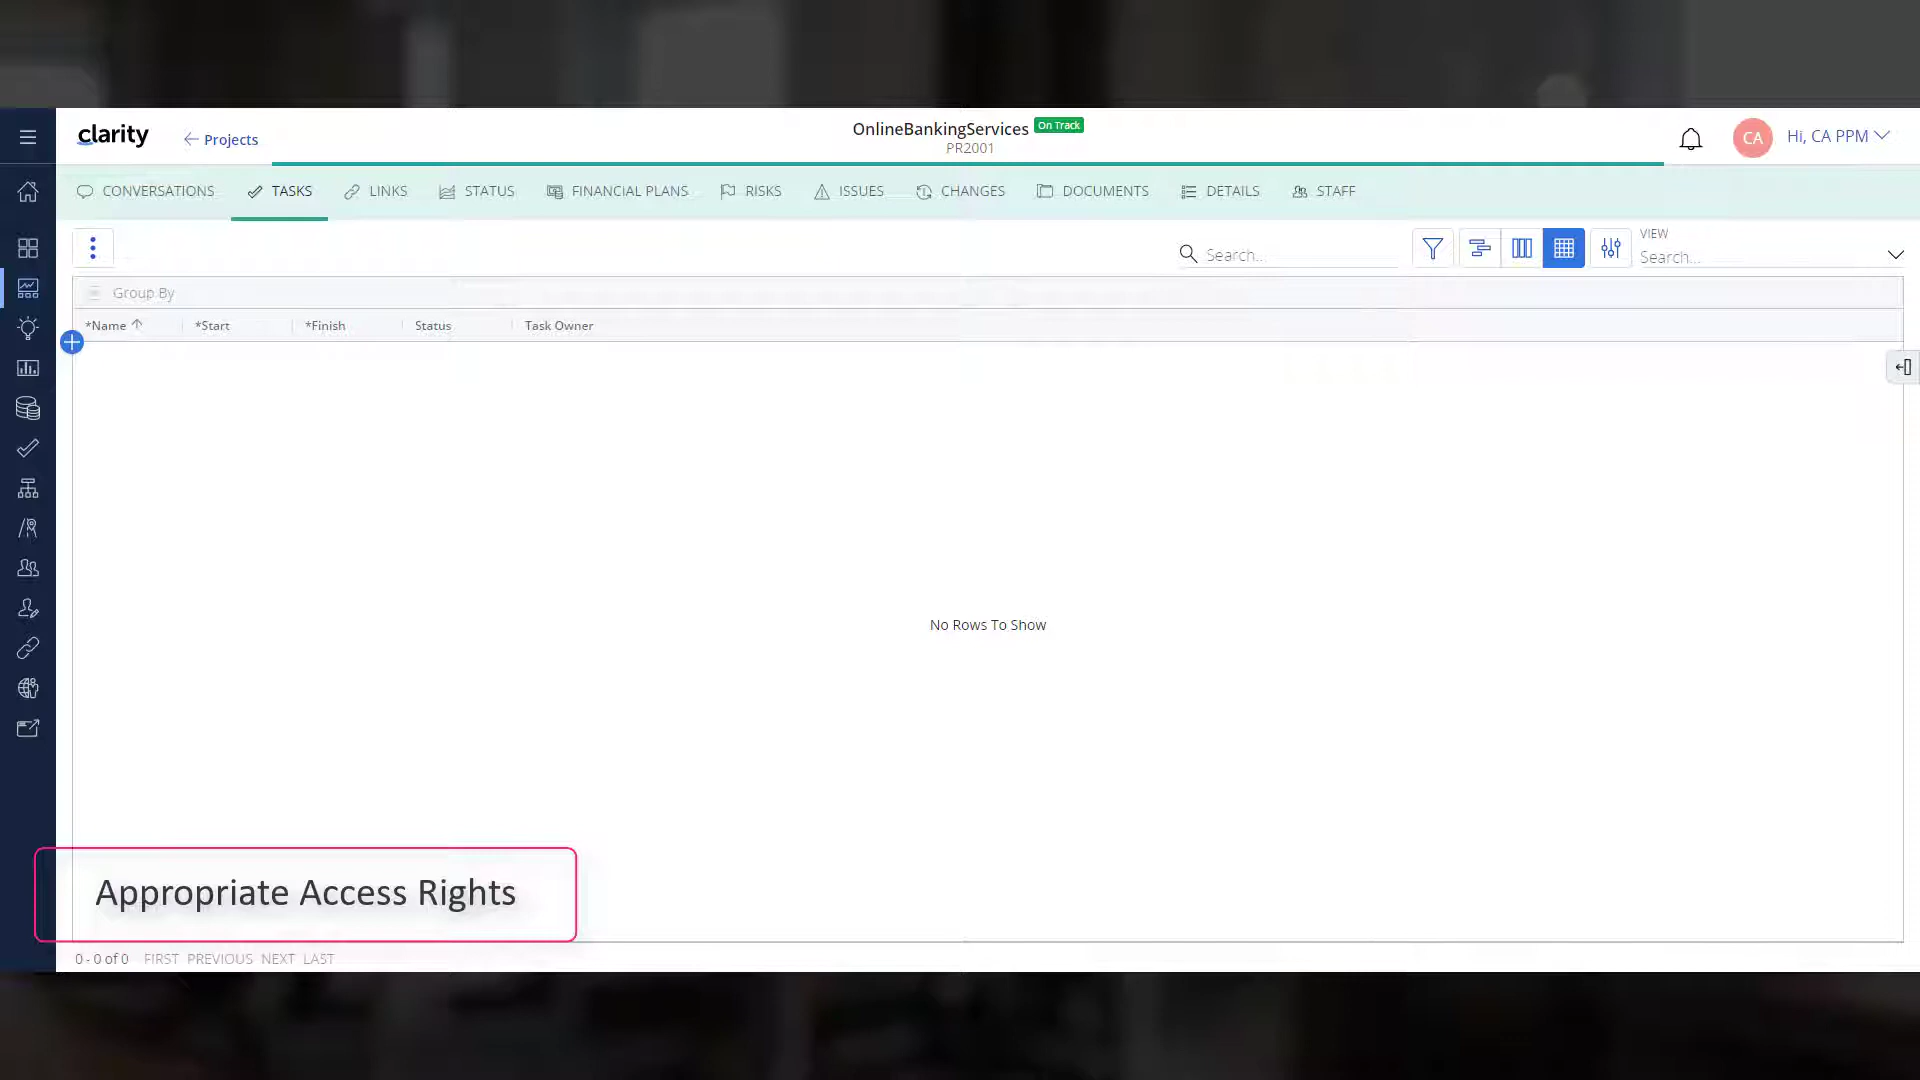 clarity
Projects
OnlineBankingServices On Track
PR2001
CA
Hi, CA PPM
CONVERSATIONS TASKS LINKS STATUS FINANCIAL PLANS RISKS ISSUES CHANGES DOCUMENTS DETAILS STAFF
Search...
VIEW
Search...
Group By
*Name *Start *Finish Status Task Owner
No Rows To Show
Appropriate Access Rights
0 - 0 of 0 FIRST PREVIOUS NEXT LAST